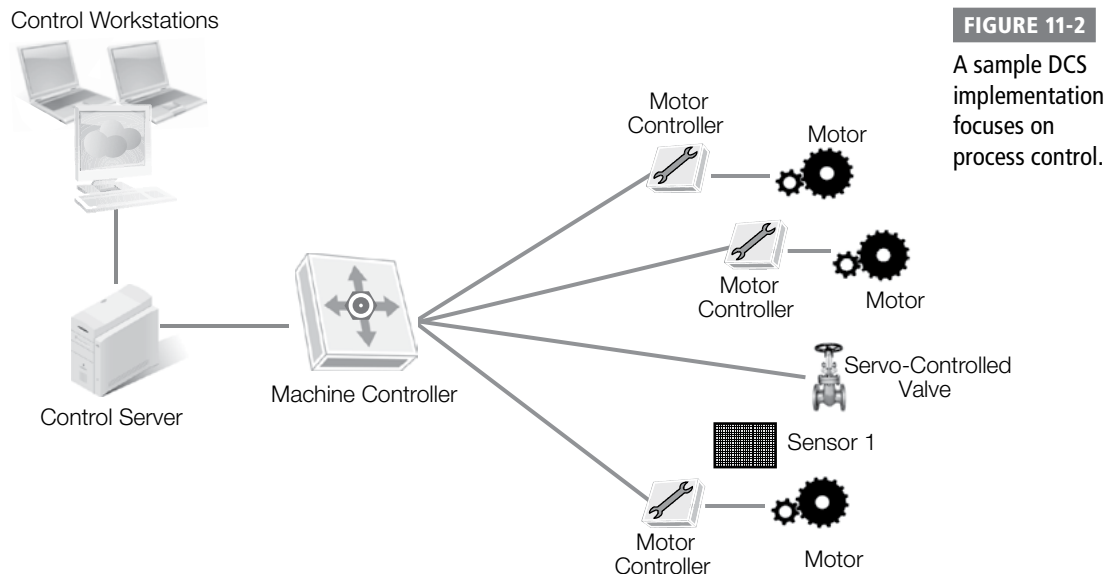 Control Workstations
FIGURE 11-2
A sample DCS
implementation
focuses on
process control.
Motor
Controller
Motor
Motor
Controller
Motor
Servo-Controlled
Valve
Machine Controller
Control Server
Sensor 1
Motor
Controller
Motor